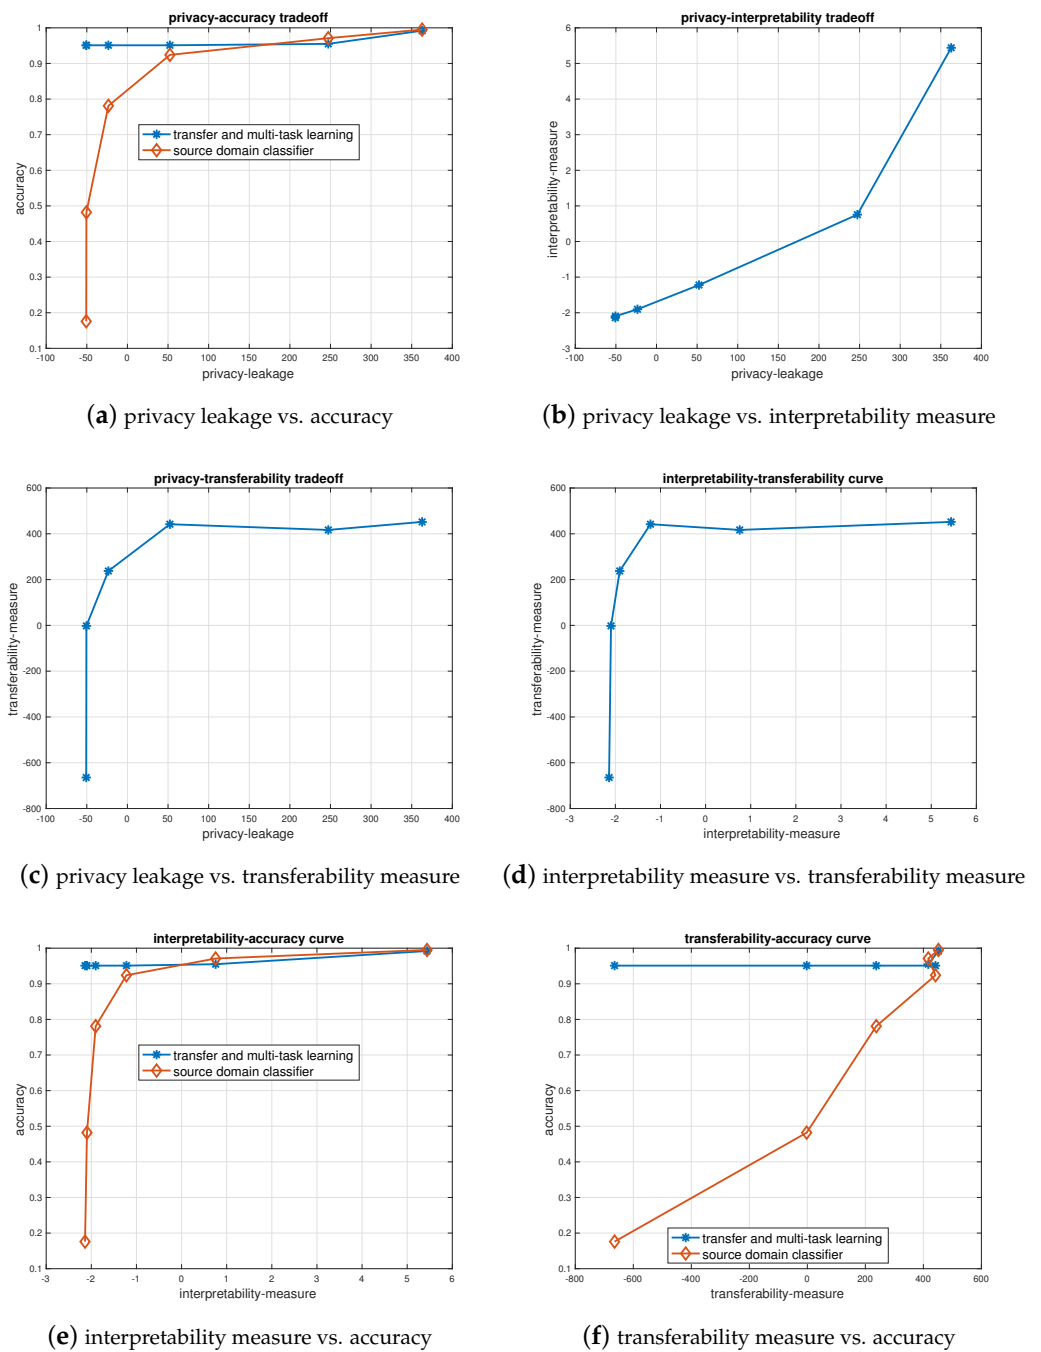 privacy-accuracy tradeoff
1
0.9
0.8
0.7
0.6
0.5
0.4
0.3
0.2
0.1
accuracy
transfer and multi-task learning
source domain classifier
-100 -50 0 50 100 150 200 250 300 350 400
privacy-leakage
(a) privacy leakage vs. accuracy
privacy-interpretability tradeoff
6
5
4
3
2
1
0
-1
-2
-3
interpretability-measure
-100 -50 0 50 100 150 200 250 300 350 400
privacy-leakage
(b) privacy leakage vs. interpretability measure
privacy-transferability tradeoff
600
400
200
0
-200
-400
-600
-800
transferability-measure
-100 -50 0 50 100 150 200 250 300 350 400
privacy-leakage
(c) privacy leakage vs. transferability measure
interpretability-transferability curve
600
400
200
0
-200
-400
-600
-800
transferability-measure
-3 -2 -1 0 1 2 3 4 5 6
interpretability-measure
(d) interpretability measure vs. transferability measure
interpretability-accuracy curve
1
0.9
0.8
0.7
0.6
0.5
0.4
0.3
0.2
0.1
accuracy
transfer and multi-task learning
source domain classifier
-3 -2 -1 0 1 2 3 4 5 6
interpretability-measure
(e) interpretability measure vs. accuracy
transferability-accuracy curve
1
0.9
0.8
0.7
0.6
0.5
0.4
0.3
0.2
0.1
accuracy
transfer and multi-task learning
source domain classifier
-800 -600 -400 -200 0 200 400 600
transferability-measure
(f) transferability measure vs. accuracy